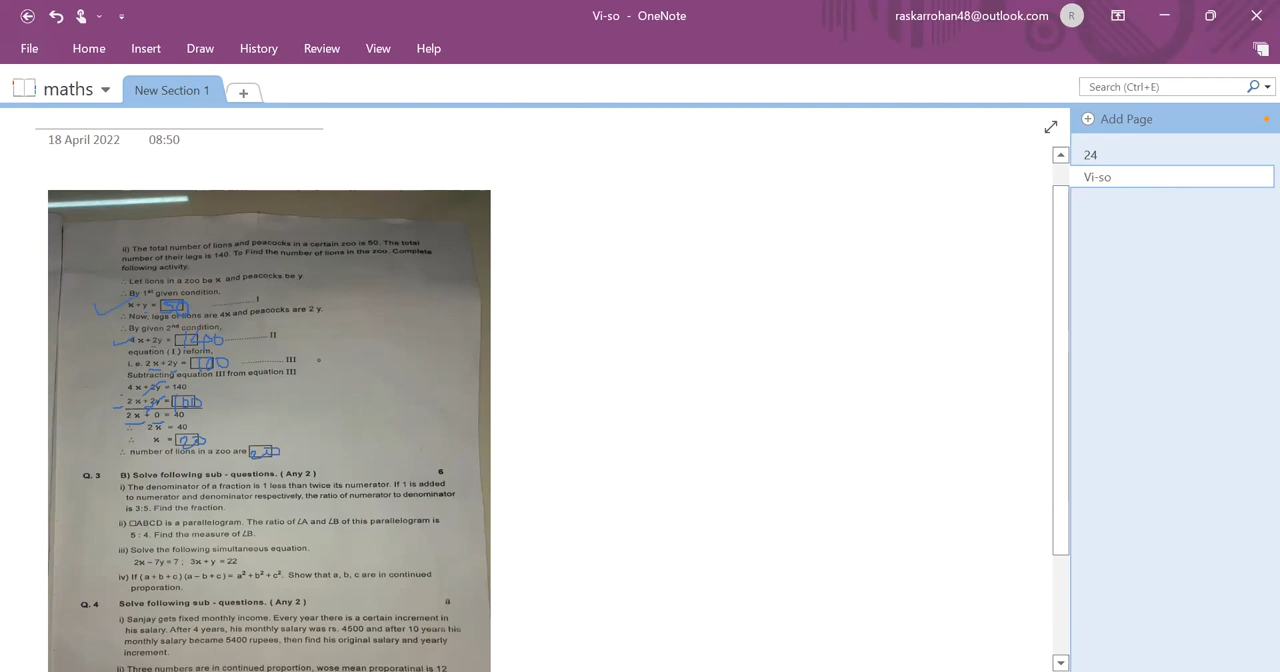 Vi-so - OneNote
raskarrohan48@outlook.com
R
File
Home
Insert
Draw
History
Review
View
Help
maths
New Section 1
Search (Ctrl+E)
Add Page
24
Vi-so
18 April 2022 08:50
ii) The total number of lions and peacocks in a certain zoo is 50. The total
number of their legs is 140. To Find the number of lions in the zoo. Complete
following activity.
∴ Let lions in a zoo be x and peacocks be y
∴ By 1st given condition,
x + y = 50 .............. I
∴ Now, legs of lions are 4x and peacocks are 2 y.
∴ By given 2nd condition,
4 x + 2y = .............. II
equation ( I ) reform,
i. e. 2 x + 2y = 100 .............. III
Subtracting equation III from equation III
4 x + 2y = 140
2 x + 2y = 100
2 x + 0 = 40
∴ 2 x = 40
∴ x =
∴ number of lions in a zoo are
Q. 3 B) Solve following sub - questions. ( Any 2 ) 6
i) The denominator of a fraction is 1 less than twice its numerator. If 1 is added
to numerator and denominator respectively, the ratio of numerator to denominator
is 3:5. Find the fraction.
ii) □ABCD is a parallelogram. The ratio of ∠A and ∠B of this parallelogram is
5 : 4. Find the measure of ∠B.
iii) Solve the following simultaneous equation.
2x – 7y = 7 ; 3x + y = 22
iv) If ( a + b + c ) ( a – b + c ) = a² + b² + c². Show that a, b, c are in continued
proporation.
Q. 4 Solve following sub - questions. ( Any 2 )
i) Sanjay gets fixed monthly income. Every year there is a certain increment in
his salary. After 4 years, his monthly salary was rs. 4500 and after 10 years his
monthly salary became 5400 rupees, then find his original salary and yearly
increment.
ii) Three numbers are in continued proportion, wose mean proporatinal is 12